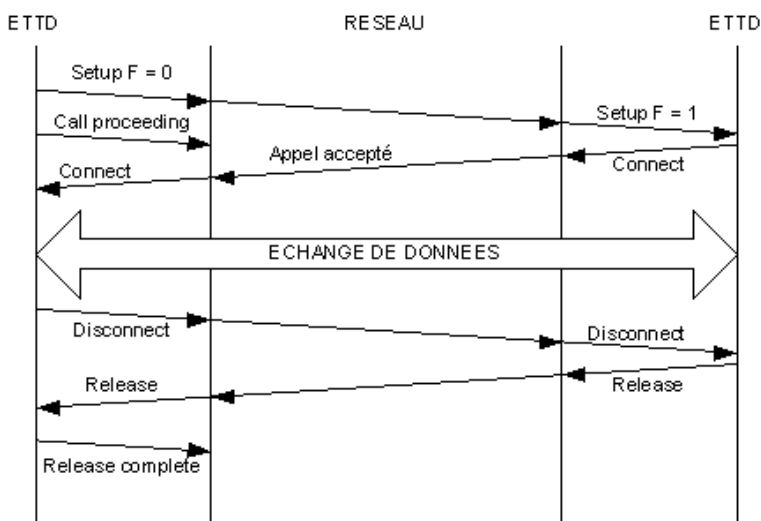 ETTD
RESEAU
ETTD
Setup F = 0
Setup F = 1
Call proceeding
Appel accepté
Connect
Connect
ECHANGE DE DONNEES
Disconnect
Disconnect
Release
Release
Release complete